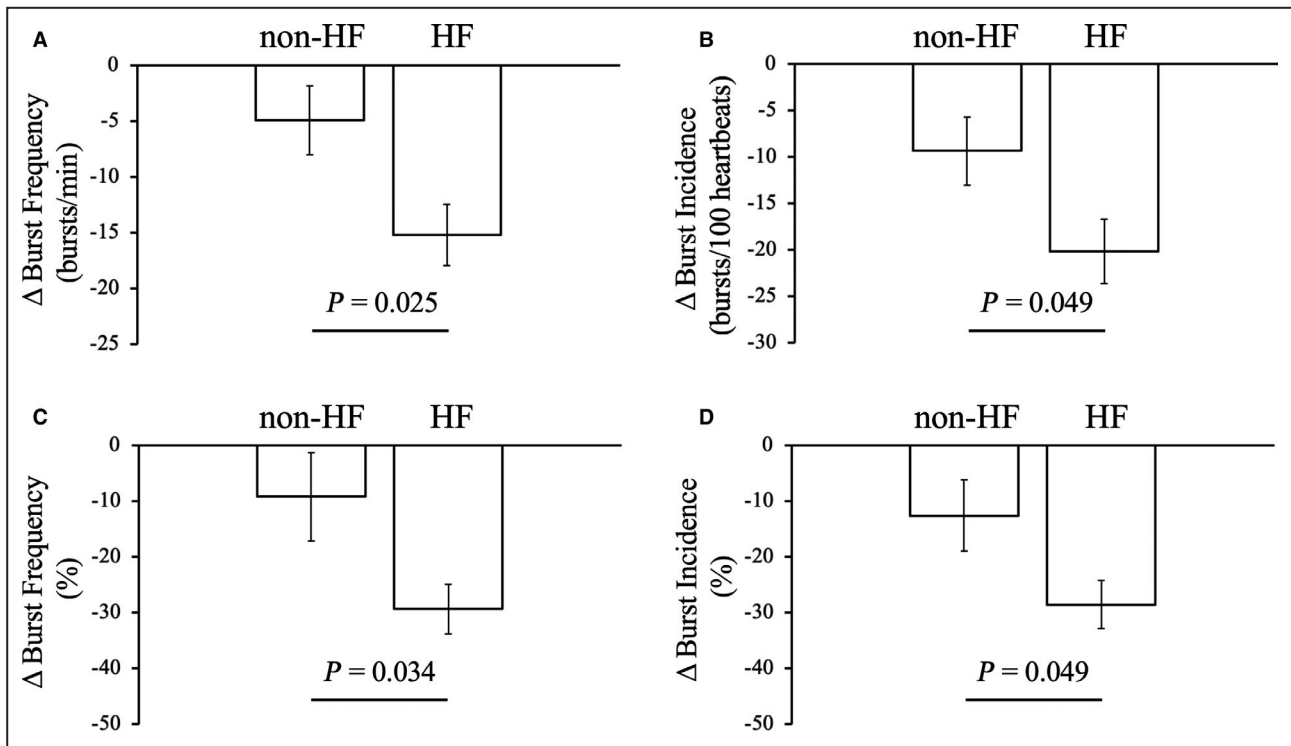 A
non-HF HF
0
-5
-10
-15
-20
-25
Δ Burst Frequency
(bursts/min)
P = 0.025
B
non-HF HF
0
-5
-10
-15
-20
-25
-30
Δ Burst Incidence
(bursts/100 heartbeats)
P = 0.049
C
non-HF HF
0
-10
-20
-30
-40
-50
Δ Burst Frequency
(%)
P = 0.034
D
non-HF HF
0
-10
-20
-30
-40
-50
Δ Burst Incidence
(%)
P = 0.049